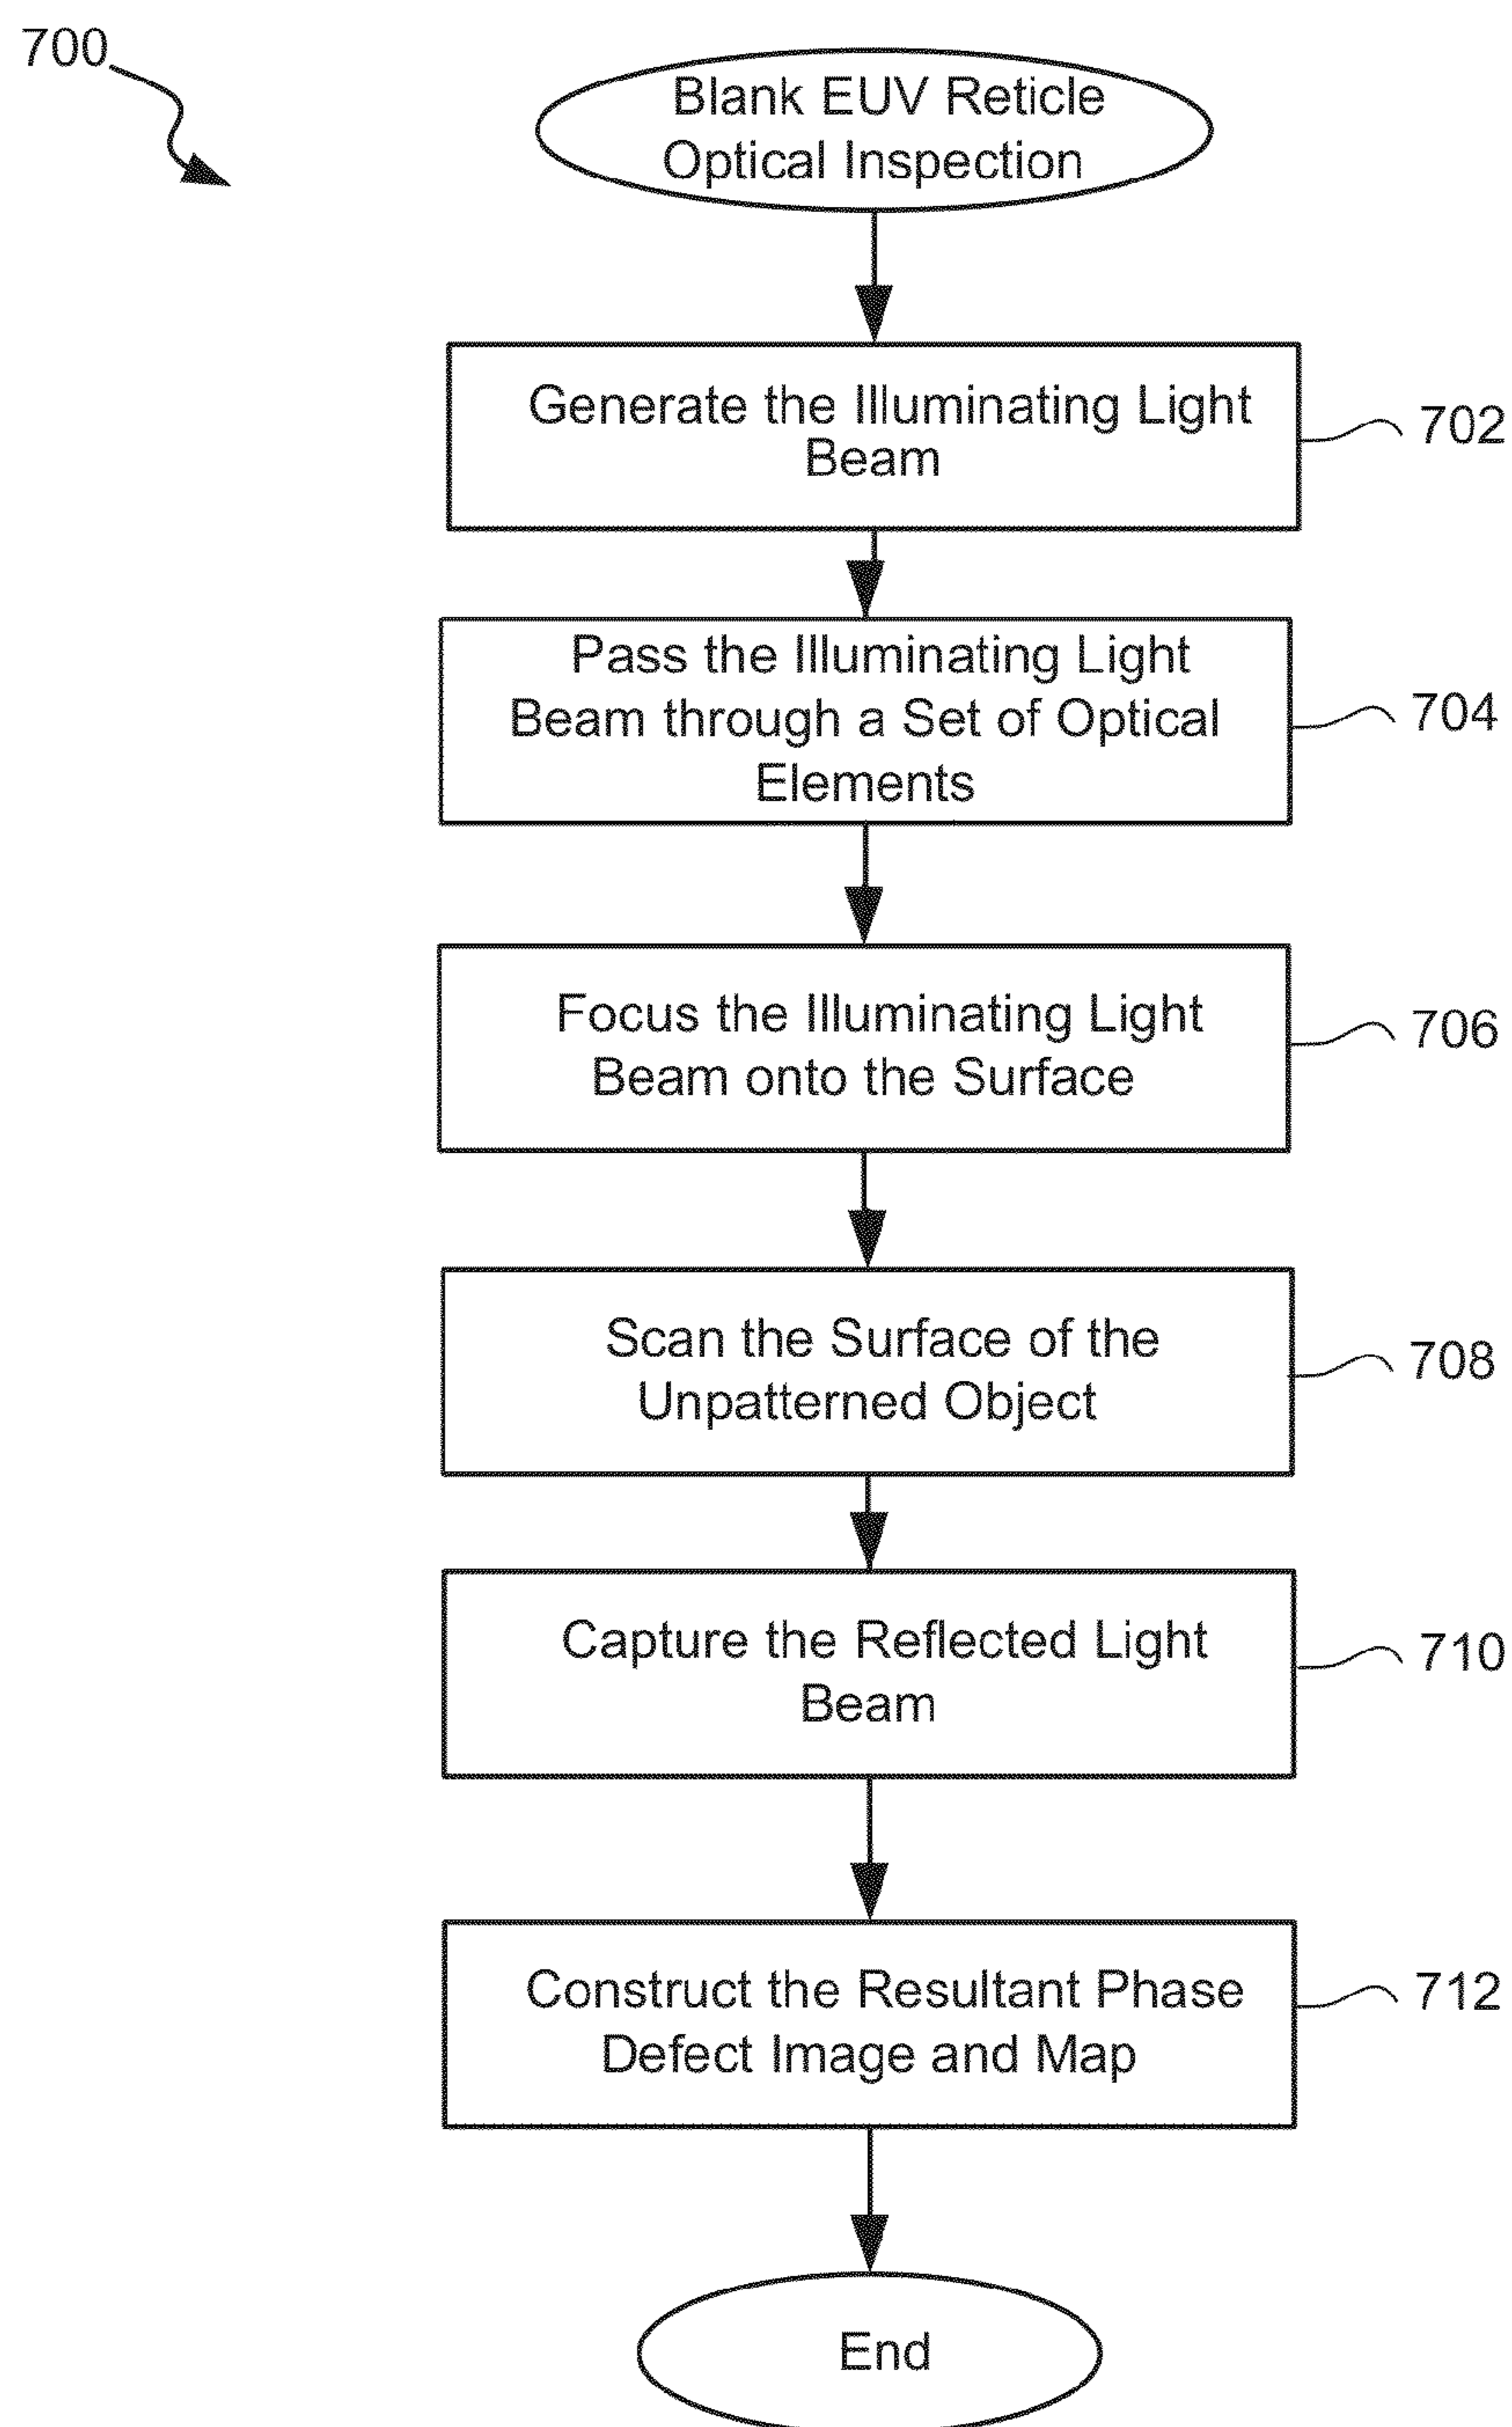 700
Blank EUV Reticle
Optical Inspection
Generate the Illuminating Light
Beam
702
Pass the Illuminating Light
Beam through a Set of Optical
Elements
704
Focus the Illuminating Light
Beam onto the Surface
706
Scan the Surface of the
Unpatterned Object
708
Capture the Reflected Light
Beam
710
Construct the Resultant Phase
Defect Image and Map
712
End